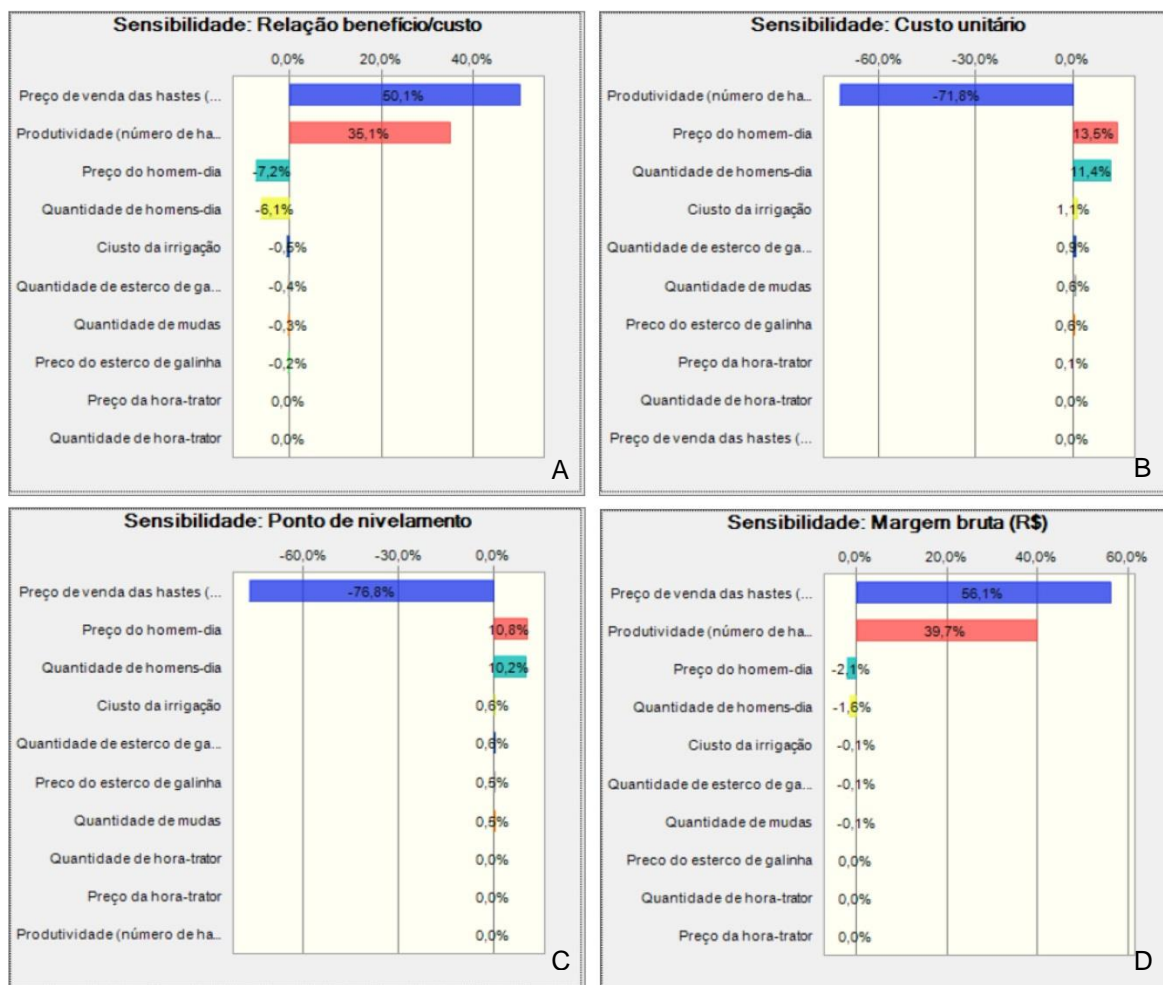 Sensibilidade: Relação benefício/custo
0,0% 20,0% 40,0%
Preço de venda das hastes (... 50,1%
Produtividade (número de ha... 35,1%
Preço do homem-dia -7,2%
Quantidade de homens-dia -6,1%
Ciusto da irrigação -0,5%
Quantidade de esterco de ga... -0,4%
Quantidade de mudas -0,3%
Preco do esterco de galinha -0,2%
Preço da hora-trator 0,0%
Quantidade de hora-trator 0,0%
A
Sensibilidade: Custo unitário
-60,0% -30,0% 0,0%
Produtividade (número de ha... -71,8%
Preço do homem-dia 13,5%
Quantidade de homens-dia 11,4%
Ciusto da irrigação 1,1%
Quantidade de esterco de ga... 0,9%
Quantidade de mudas 0,6%
Preco do esterco de galinha 0,6%
Preço da hora-trator 0,1%
Quantidade de hora-trator 0,0%
Preço de venda das hastes (... 0,0%
B
Sensibilidade: Ponto de nivelamento
-60,0% -30,0% 0,0%
Preço de venda das hastes (... -76,8%
Preço do homem-dia 10,8%
Quantidade de homens-dia 10,2%
Ciusto da irrigação 0,6%
Quantidade de esterco de ga... 0,6%
Preco do esterco de galinha 0,5%
Quantidade de mudas 0,5%
Quantidade de hora-trator 0,0%
Preço da hora-trator 0,0%
Produtividade (número de ha... 0,0%
C
Sensibilidade: Margem bruta (R$)
0,0% 20,0% 40,0% 60,0%
Preço de venda das hastes (... 56,1%
Produtividade (número de ha... 39,7%
Preço do homem-dia -2,1%
Quantidade de homens-dia -1,6%
Ciusto da irrigação -0,1%
Quantidade de esterco de ga... -0,1%
Quantidade de mudas -0,1%
Preco do esterco de galinha 0,0%
Quantidade de hora-trator 0,0%
Preço da hora-trator 0,0%
D